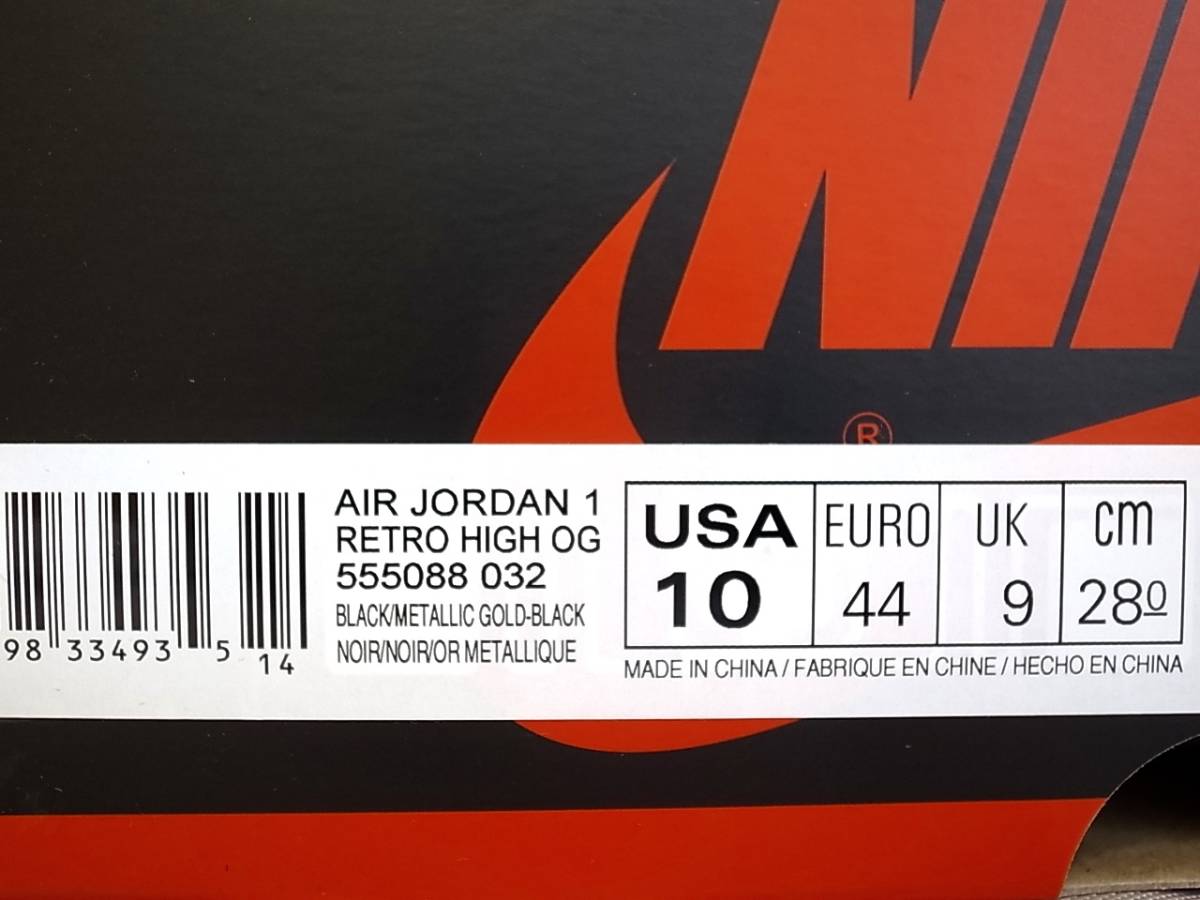 NI
®
AIR JORDAN 1
RETRO HIGH OG
555088 032
BLACK/METALLIC GOLD-BLACK
NOIR/NOIR/OR METALLIQUE
98 33493 5
14
USA EURO UK cm
10 44 9 280
MADE IN CHINA / FABRIQUE EN CHINE / HECHO EN CHINA